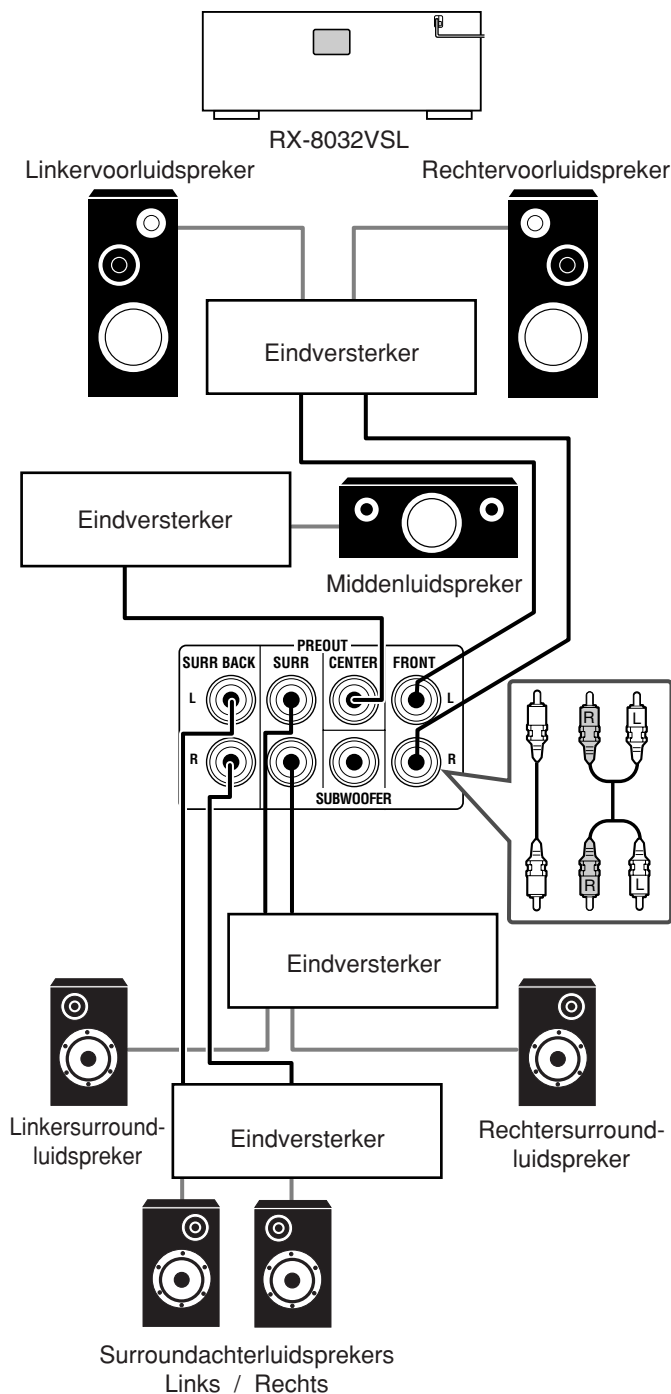 RX-8032VSL
Linkervoorluidspreker
Rechtervoorluidspreker
Eindversterker
Eindversterker
Middenluidspreker
PREOUT
SURR BACK SURR CENTER FRONT
L L
R R
SUBWOOFER
R L
R L
Eindversterker
Linkersurround-
luidspreker
Rechtersurround-
luidspreker
Eindversterker
Surroundachterluidsprekers
Links / Rechts